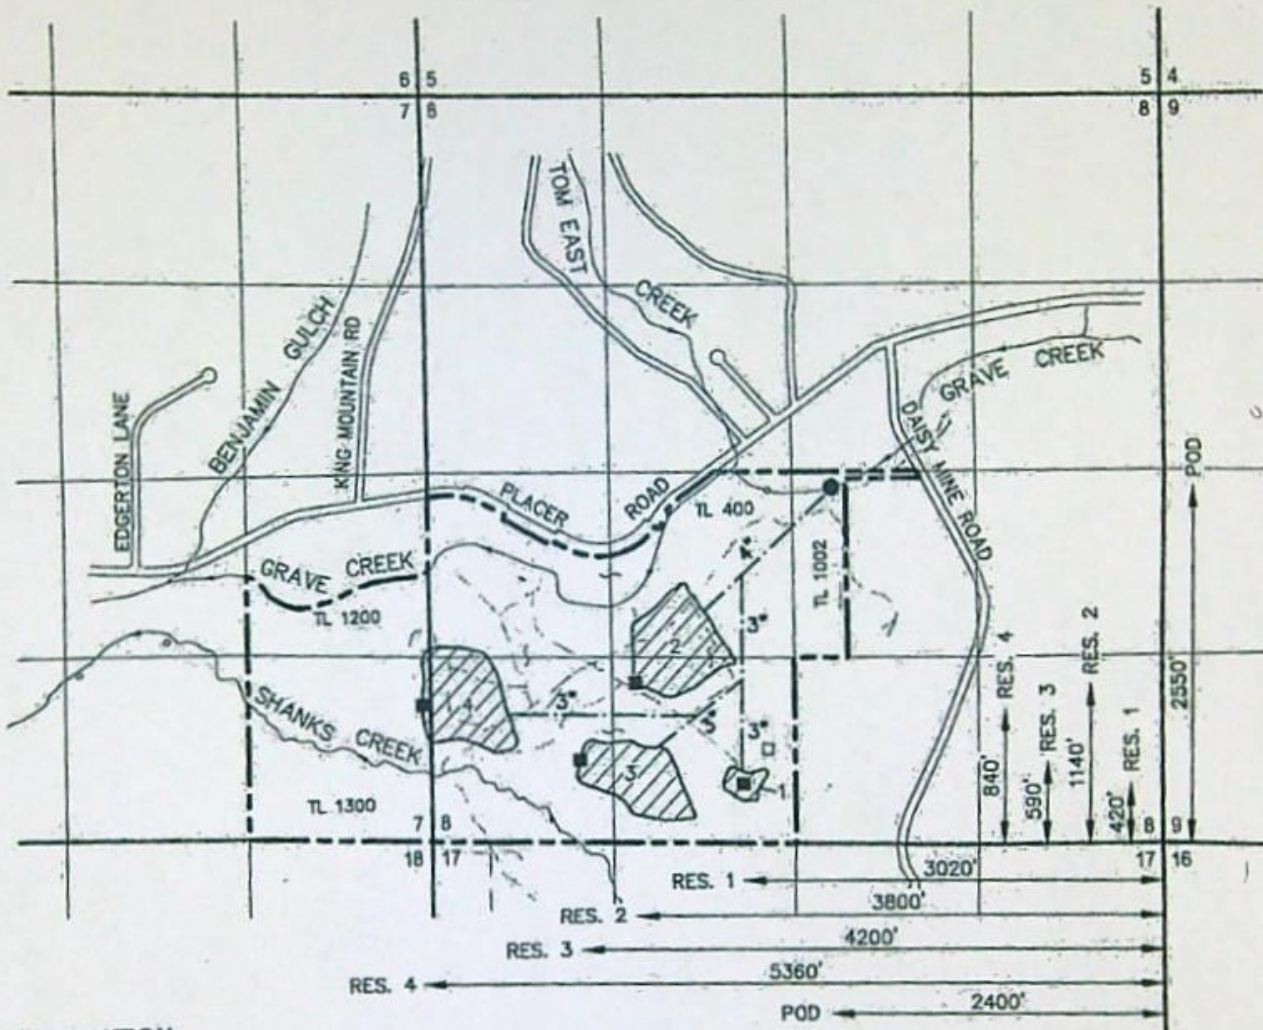 6 5
7 8
5 4
8 9
TOM EAST
CREEK
BENJAMIN GULCH
KING MOUNTAIN RD
EDGERTON LANE
GRAVE CREEK
DAISY MINE ROAD
PLACER ROAD
TL 400
GRAVE CREEK
TL 1200
TL 1002
POD
2550'
3"
2
3"
4
3"
3"
3"
SHANKS CREEK
3
1
TL 1300
840'
RES. 4
590'
RES. 3
1140'
RES. 2
420'
RES. 1
7 8
18 17
8 9
17 16
RES. 1
3020'
RES. 2
3800'
RES. 3
4200'
RES. 4
5360'
POD
2400'